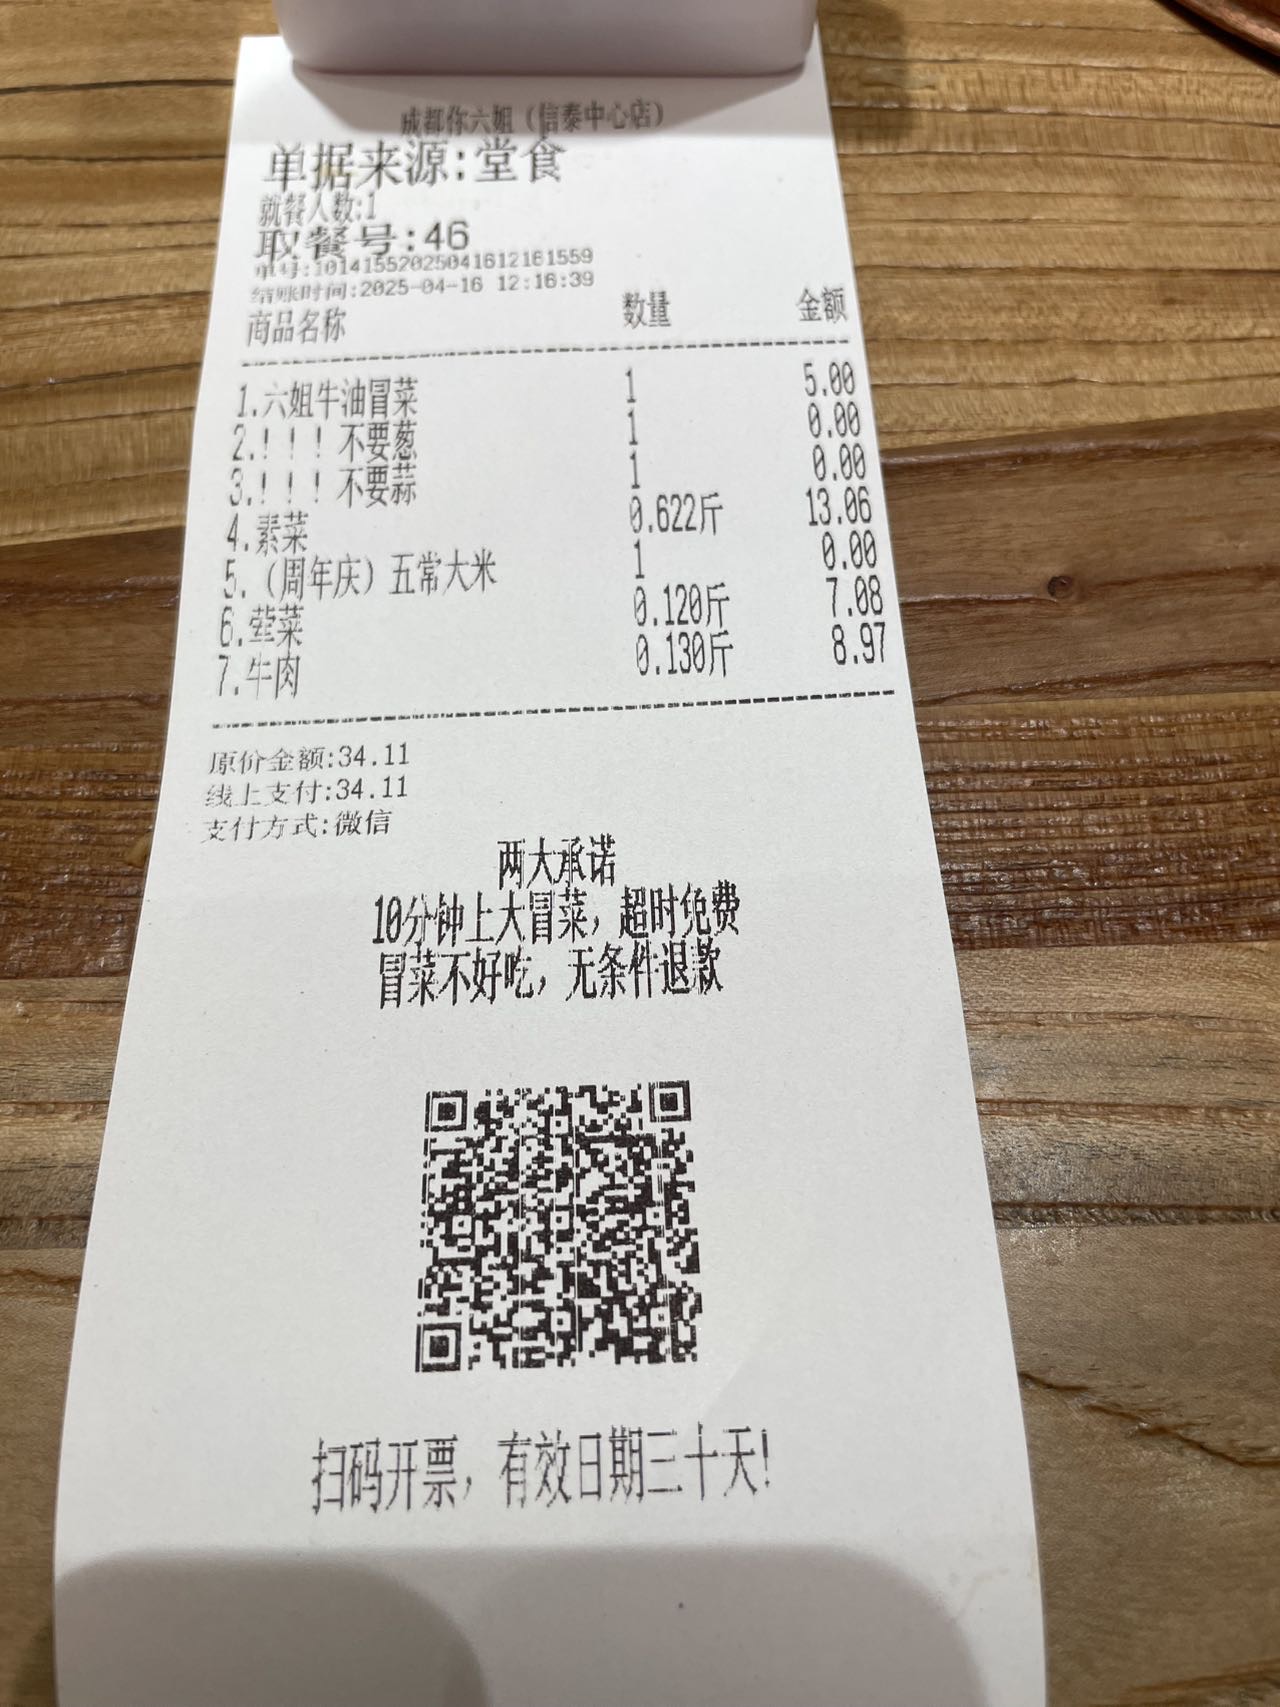 成都你六姐（信泰中心店）
单据来源:堂食
就餐人数:1
取餐号:46
单号:10141552025041612161559
结账时间:2025-04-16 12:16:39
商品名称 数量 金额
1.六姐牛油冒菜 1 5.00
2.！！！不要葱 1 0.00
3.！！！不要蒜 1 0.00
4.素菜 0.622斤 13.06
5.（周年庆）五常大米 1 0.00
6.荤菜 0.120斤 7.08
7.牛肉 0.130斤 8.97
原价金额:34.11
线上支付:34.11
支付方式:微信
两大承诺
10分钟上大冒菜，超时免费
冒菜不好吃，无条件退款
扫码开票，有效日期三十天!